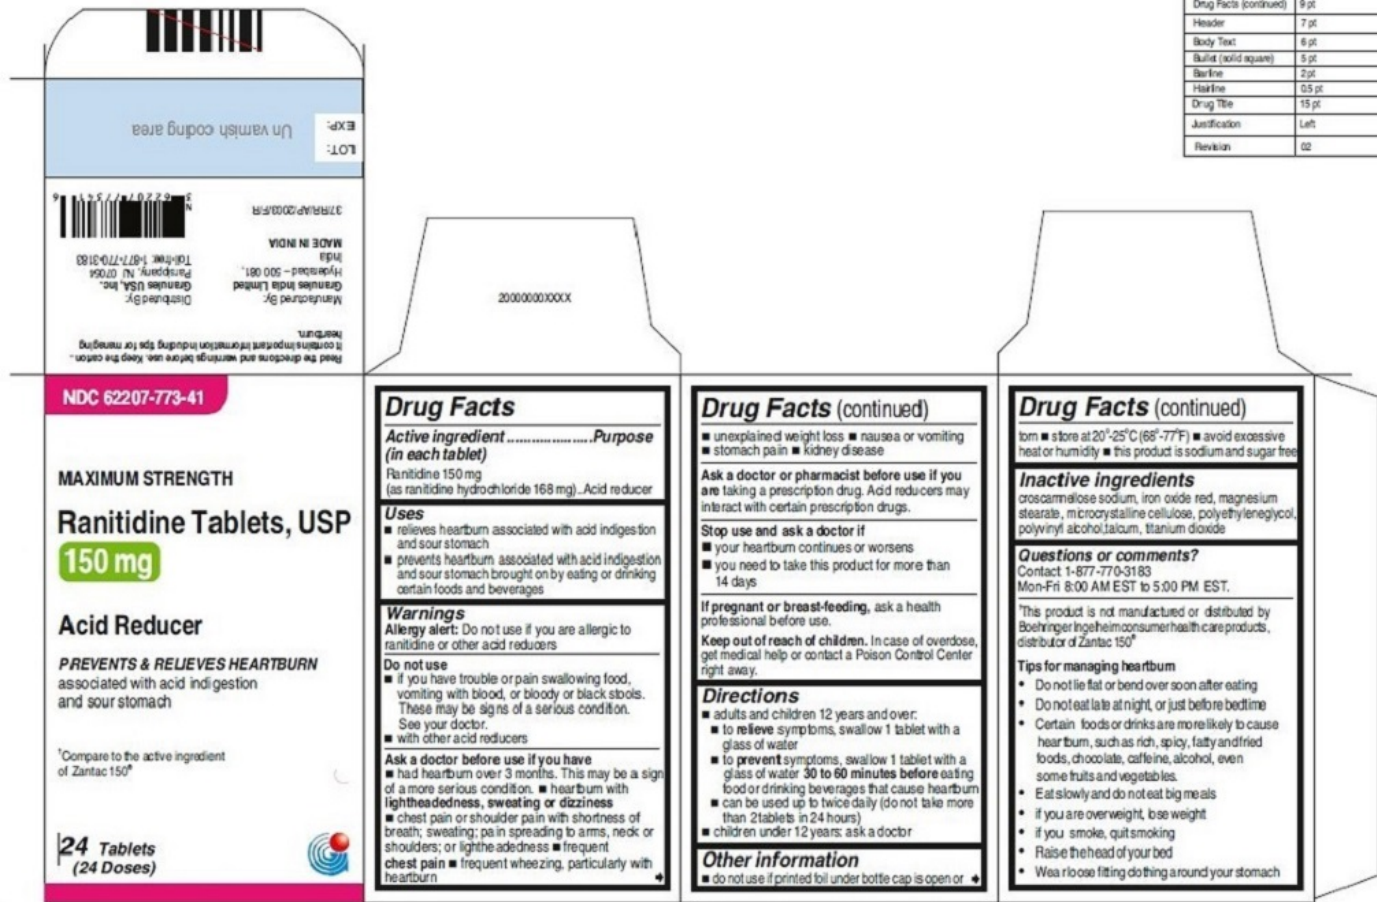 Drug Facts (continued) 9 pt
Header 7 pt
Body Text 6 pt
Bullet (solid square) 5 pt
Barline 2pt
Hairline 0.5 pt
Drug Title 15 pt
Justification Left
Revision 02
LOT:
EXP:
Un varnish coding area
Read the directions and warnings before use. Keep the carton -
It contains important information including tips for managing
heartburn.
Manufactured By:
Granules India Limited
Hyderabad – 500 081,
India
MADE IN INDIA
37/RR/AP/2003/F/R
Distributed By:
Granules USA, Inc.
Parsippany, NJ 07054
Toll-free: 1-877-770-3183
N
3 62207 77341 6
20000000XXXX
NDC 62207-773-41
MAXIMUM STRENGTH
Ranitidine Tablets, USP
150 mg
Acid Reducer
PREVENTS & RELIEVES HEARTBURN
associated with acid indigestion
and sour stomach
†Compare to the active ingredient
of Zantac 150®
24 Tablets
(24 Doses)
Drug Facts
Active ingredient .....................Purpose
(in each tablet)
Ranitidine 150 mg
(as ranitidine hydrochloride 168 mg)..Acid reducer
Uses
■ relieves heartburn associated with acid indigestion
and sour stomach
■ prevents heartburn associated with acid indigestion
and sour stomach brought on by eating or drinking
certain foods and beverages
Warnings
Allergy alert: Do not use if you are allergic to
ranitidine or other acid reducers
Do not use
■ if you have trouble or pain swallowing food,
vomiting with blood, or bloody or black stools.
These may be signs of a serious condition.
See your doctor.
■ with other acid reducers
Ask a doctor before use if you have
■ had heartburn over 3 months. This may be a sign
of a more serious condition. ■ heartburn with
lightheadedness, sweating or dizziness
■ chest pain or shoulder pain with shortness of
breath; sweating; pain spreading to arms, neck or
shoulders; or lightheadedness ■ frequent
chest pain ■ frequent wheezing, particularly with
heartburn
Drug Facts (continued)
■ unexplained weight loss ■ nausea or vomiting
■ stomach pain ■ kidney disease
Ask a doctor or pharmacist before use if you
are taking a prescription drug. Acid reducers may
interact with certain prescription drugs.
Stop use and ask a doctor if
■ your heartburn continues or worsens
■ you need to take this product for more than
14 days
If pregnant or breast-feeding, ask a health
professional before use.
Keep out of reach of children. In case of overdose,
get medical help or contact a Poison Control Center
right away.
Directions
■ adults and children 12 years and over:
■ to relieve symptoms, swallow 1 tablet with a
glass of water
■ to prevent symptoms, swallow 1 tablet with a
glass of water 30 to 60 minutes before eating
food or drinking beverages that cause heartburn
■ can be used up to twice daily (do not take more
than 2 tablets in 24 hours)
■ children under 12 years: ask a doctor
Other information
■ do not use if printed foil under bottle cap is open or
Drug Facts (continued)
torn ■ store at 20°-25°C (68°-77°F) ■ avoid excessive
heat or humidity ■ this product is sodium and sugar free
Inactive ingredients
croscarmellose sodium, iron oxide red, magnesium
stearate, microcrystalline cellulose, polyethyleneglycol,
polyvinyl alcohol,talcum, titanium dioxide
Questions or comments?
Contact 1-877-770-3183
Mon-Fri 8:00 AM EST to 5:00 PM EST.
†This product is not manufactured or distributed by
Boehringer Ingelheim consumer health care products,
distributor of Zantac 150®
Tips for managing heartburn
• Do not lie flat or bend over soon after eating
• Do not eat late at night, or just before bedtime
• Certain foods or drinks are more likely to cause
heartburn, such as rich, spicy, fatty and fried
foods, chocolate, caffeine, alcohol, even
some fruits and vegetables.
• Eat slowly and do not eat big meals
• if you are overweight, lose weight
• if you smoke, quit smoking
• Raise the head of your bed
• Wear loose fitting clothing around your stomach